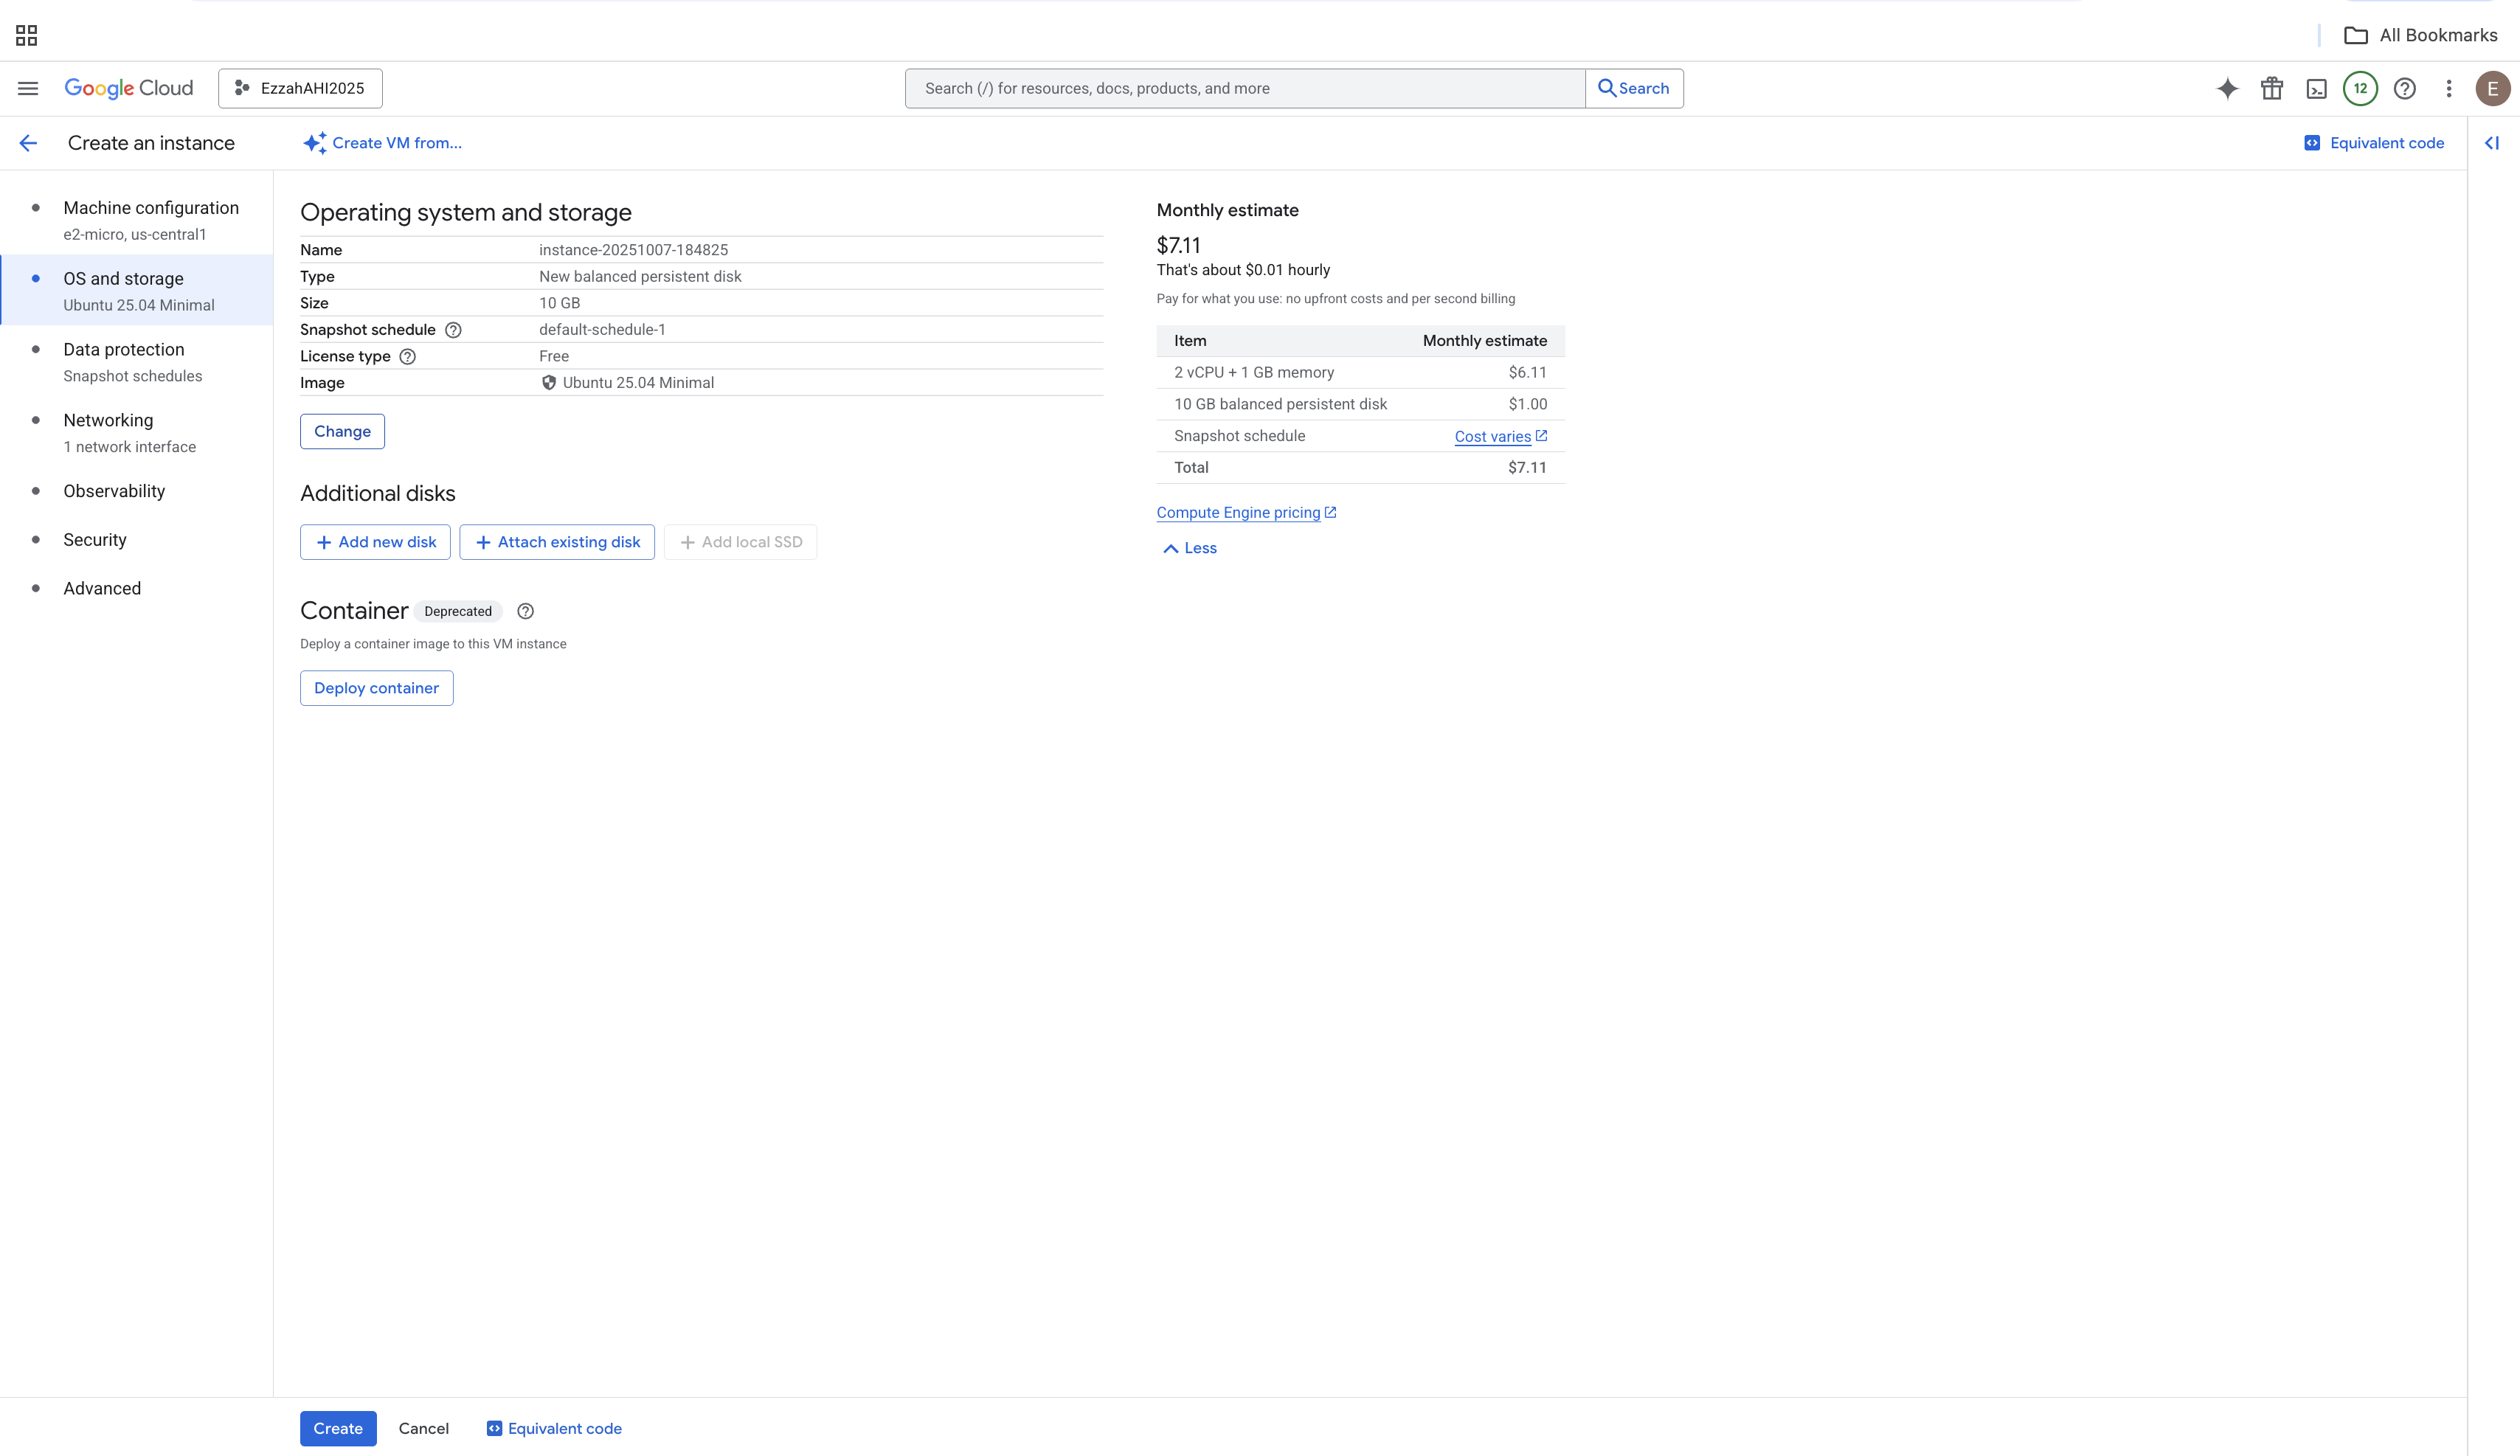 All Bookmarks
Google Cloud
EzzahAHI2025
Search (/) for resources, docs, products, and more
Search
12
E
Create an instance
Create VM from...
Equivalent code
Machine configuration
e2-micro, us-central1
OS and storage
Ubuntu 25.04 Minimal
Data protection
Snapshot schedules
Networking
1 network interface
Observability
Security
Advanced
Operating system and storage
Name instance-20251007-184825
Type New balanced persistent disk
Size 10 GB
Snapshot schedule default-schedule-1
License type Free
Image Ubuntu 25.04 Minimal
Change
Additional disks
Add new disk
Attach existing disk
Add local SSD
Container Deprecated
Deploy a container image to this VM instance
Deploy container
Monthly estimate
$7.11
That's about $0.01 hourly
Pay for what you use: no upfront costs and per second billing
Item Monthly estimate
2 vCPU + 1 GB memory $6.11
10 GB balanced persistent disk $1.00
Snapshot schedule Cost varies
Total $7.11
Compute Engine pricing
Less
Create
Cancel
Equivalent code